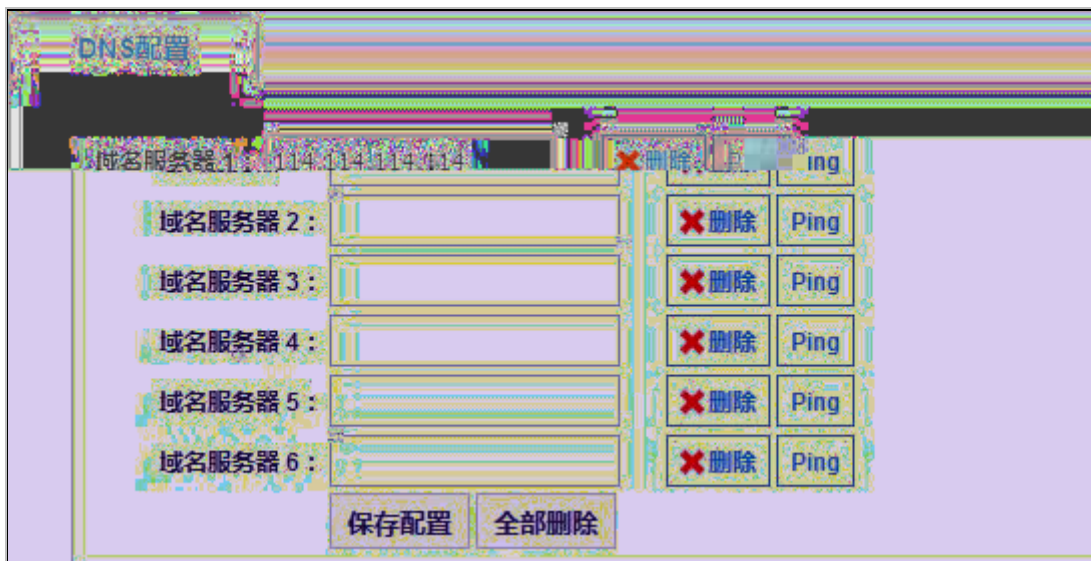 DNS配置
域名服务器 1： 114.114.114.114 删除 ing
域名服务器 2： 删除 Ping
域名服务器 3： 删除 Ping
域名服务器 4： 删除 Ping
域名服务器 5： 删除 Ping
域名服务器 6： 删除 Ping
保存配置 全部删除